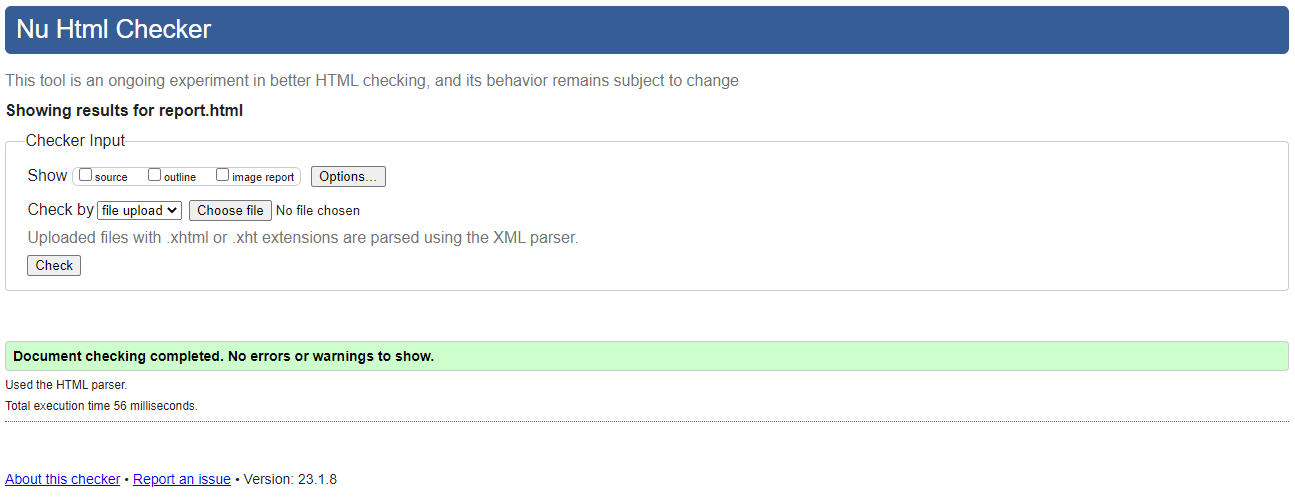 Nu Html Checker
This tool is an ongoing experiment in better HTML checking, and its behavior remains subject to change
Showing results for report.html
Checker Input
Show source outline image report Options...
Check by file upload Choose file No file chosen
Uploaded files with .xhtml or .xht extensions are parsed using the XML parser.
Check
Document checking completed. No errors or warnings to show.
Used the HTML parser.
Total execution time 56 milliseconds.
About this checker • Report an issue • Version: 23.1.8